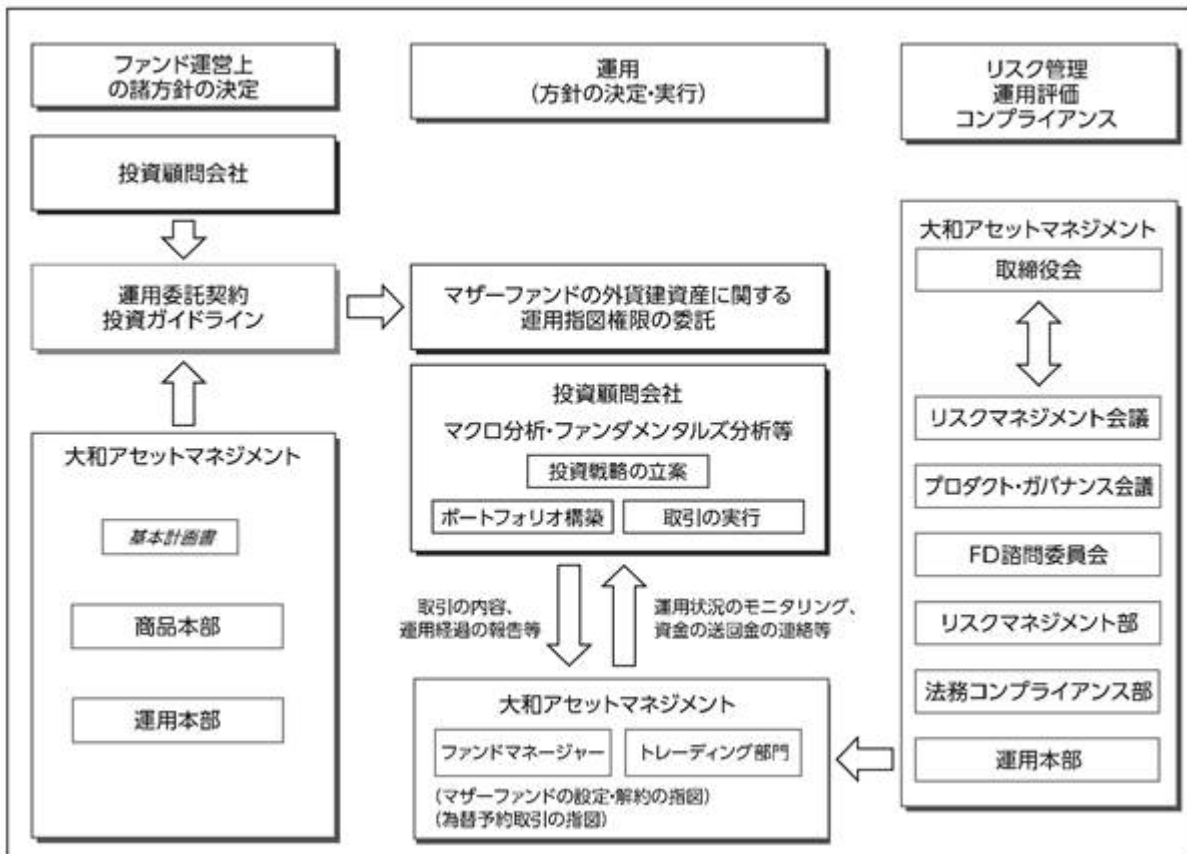 ファンド運営上
の諸方針の決定
投資顧問会社
運用委託契約
投資ガイドライン
大和アセットマネジメント
基本計画書
商品本部
運用本部
運用
(方針の決定・実行)
マザーファンドの外貨建資産に関する
運用指図権限の委託
投資顧問会社
マクロ分析・ファンダメンタルズ分析等
投資戦略の立案
ポートフォリオ構築
取引の実行
取引の内容、
運用経過の報告等
運用状況のモニタリング、
資金の送回金の連絡等
大和アセットマネジメント
ファンドマネージャー
トレーディング部門
(マザーファンドの設定・解約の指図)
(為替予約取引の指図)
リスク管理
運用評価
コンプライアンス
大和アセットマネジメント
取締役会
リスクマネジメント会議
プロダクト・ガバナンス会議
FD諮問委員会
リスクマネジメント部
法務コンプライアンス部
運用本部